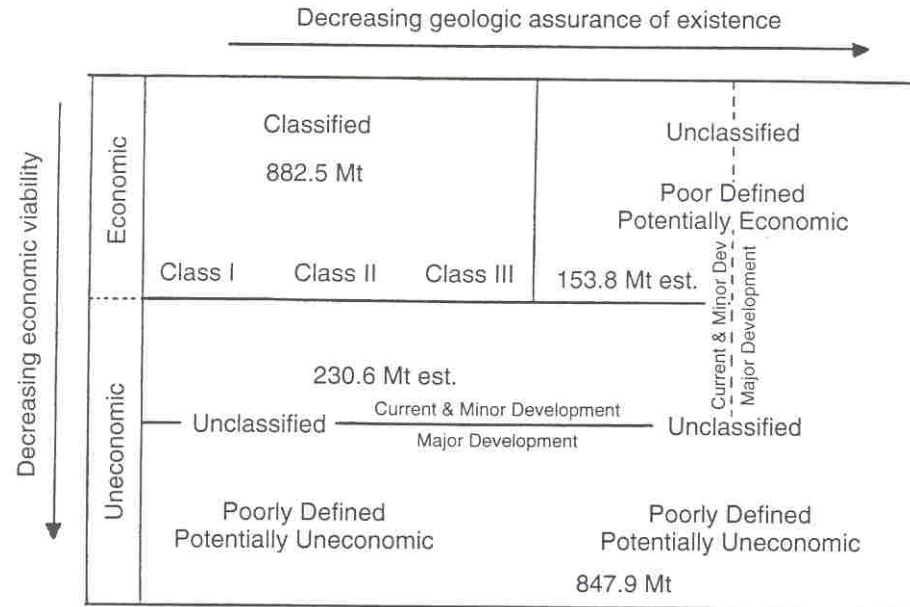 Decreasing geologic assurance of existence
Decreasing economic viability
Economic
Classified
882.5 Mt
Class I Class II Class III
Unclassified
Poor Defined
Potentially Economic
153.8 Mt est.
Current & Minor Dev
Major Development
Uneconomic
230.6 Mt est.
Unclassified
Current & Minor Development
Major Development
Unclassified
Poorly Defined
Potentially Uneconomic
Poorly Defined
Potentially Uneconomic
847.9 Mt